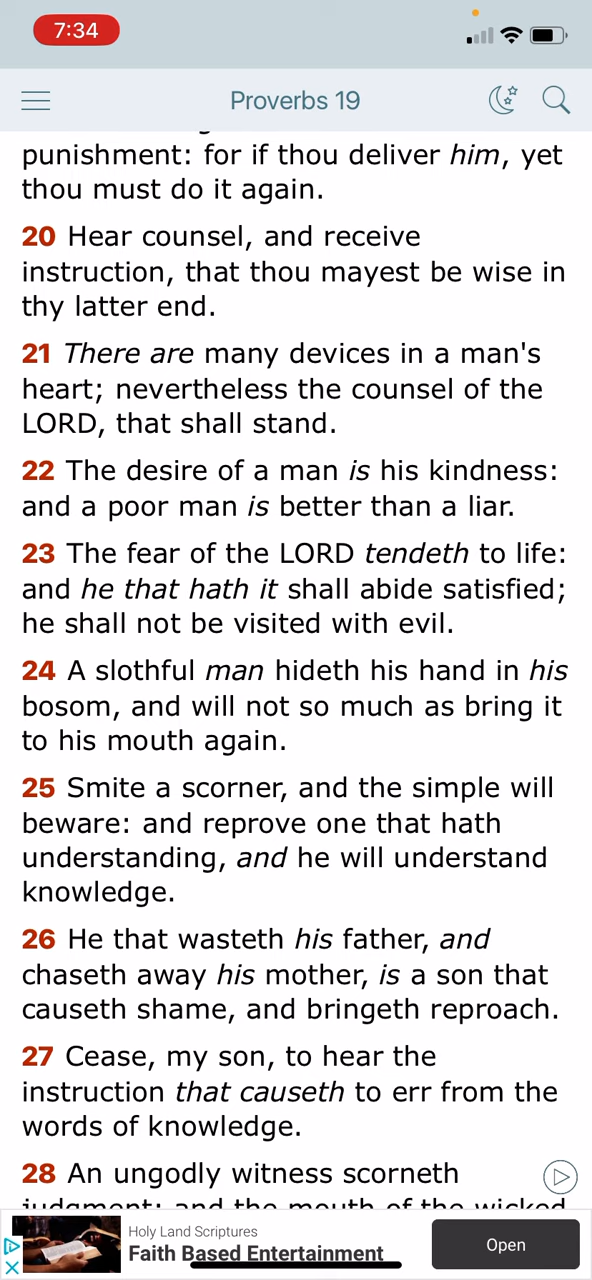 7:34
Proverbs 19
punishment: for if thou deliver him, yet
thou must do it again.
20 Hear counsel, and receive
instruction, that thou mayest be wise in
thy latter end.
21 There are many devices in a man's
heart; nevertheless the counsel of the
LORD, that shall stand.
22 The desire of a man is his kindness:
and a poor man is better than a liar.
23 The fear of the LORD tendeth to life:
and he that hath it shall abide satisfied;
he shall not be visited with evil.
24 A slothful man hideth his hand in his
bosom, and will not so much as bring it
to his mouth again.
25 Smite a scorner, and the simple will
beware: and reprove one that hath
understanding, and he will understand
knowledge.
26 He that wasteth his father, and
chaseth away his mother, is a son that
causeth shame, and bringeth reproach.
27 Cease, my son, to hear the
instruction that causeth to err from the
words of knowledge.
28 An ungodly witness scorneth
judgment: and the mouth of the wicked
Holy Land Scriptures
Faith Based Entertainment
Open